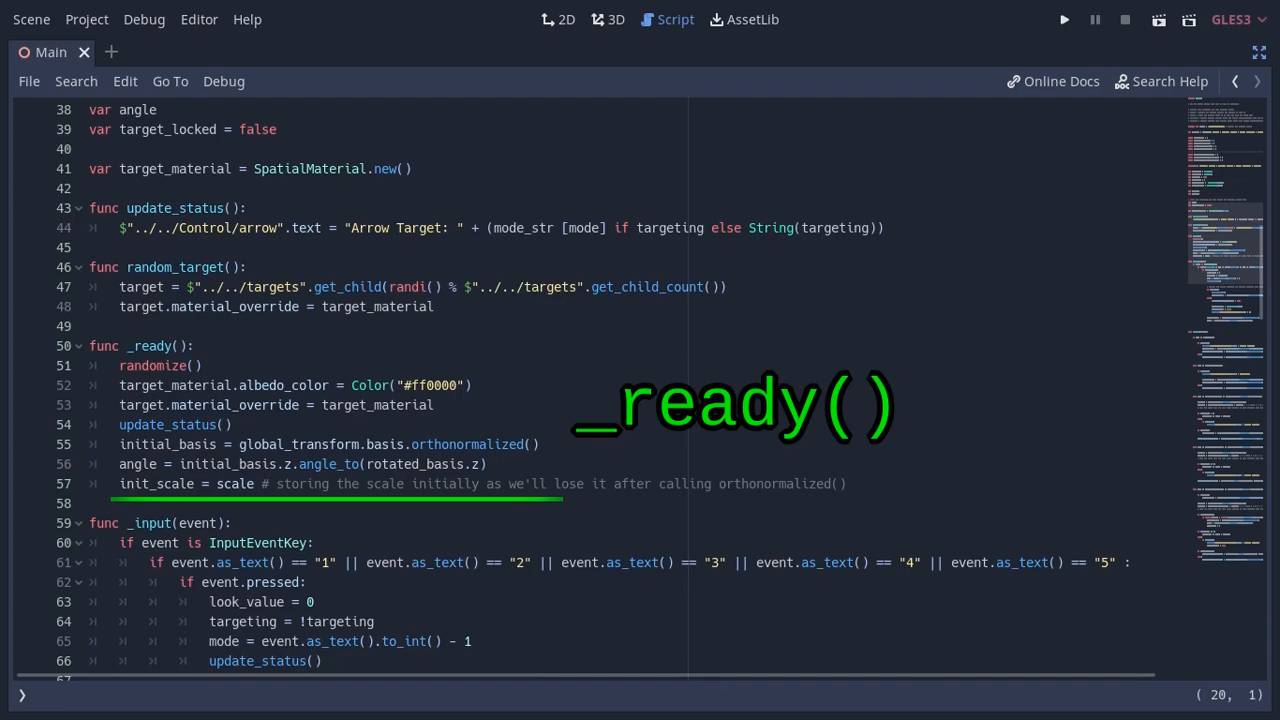 Scene Project Debug Editor Help
2D 3D Script AssetLib
GLES3
Main
File Search Edit Go To Debug
Online Docs Search Help
38 var angle
39 var target_locked = false
40
41 var target_material = SpatialMaterial.new()
42
43 func update_status():
44 .text = + [mode] if targeting else String(targeting))
45
46 func random_target():
47 target = $"../../targets".get_child(randi() % $"../../targets".get_child_count())
48 target.material_override = target_material
49
50 func _ready():
51 randomize()
52 target_material.albedo_color = Color("#ff0000")
53 target.material_override = target_material
54 update_status()
55 initial_basis = global_transform.basis.orthonormalized()
56 angle = initial_basis.z.angle_to(rotated_basis.z)
57 init_scale = scale # storing the scale initially as we lose it after calling orthonormalized()
58
59 func _input(event):
60 if event is InputEventKey:
61 if event.as_text() == "1" || event.as_text() == "2" || event.as_text() == "3" || event.as_text() == "4" || event.as_text() == "5" :
62 if event.pressed:
63 look_value = 0
64 targeting = !targeting
65 mode = event.as_text().to_int() - 1
66 update_status()
67
_ready()
( 20, 1)